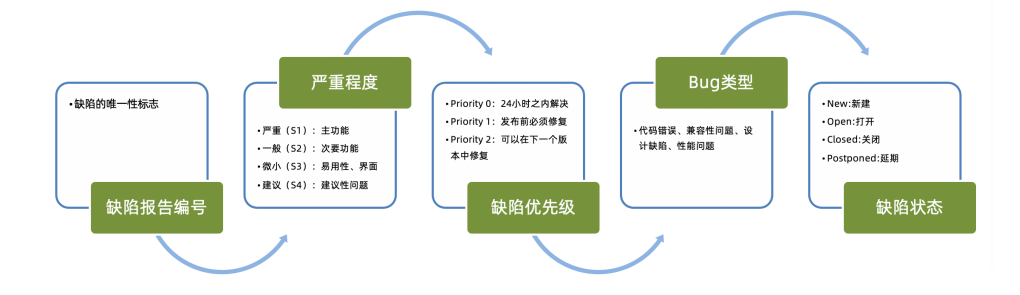 •缺陷的唯一性标志
缺陷报告编号
严重程度
•严重（S1）：主功能
•一般（S2）：次要功能
•微小（S3）：易用性、界面
•建议（S4）：建议性问题
•Priority 0：24小时之内解决
•Priority 1：发布前必须修复
•Priority 2：可以在下一个版
本中修复
缺陷优先级
Bug类型
•代码错误、兼容性问题、设
计缺陷、性能问题
•New:新建
•Open:打开
•Closed:关闭
•Postponed:延期
缺陷状态